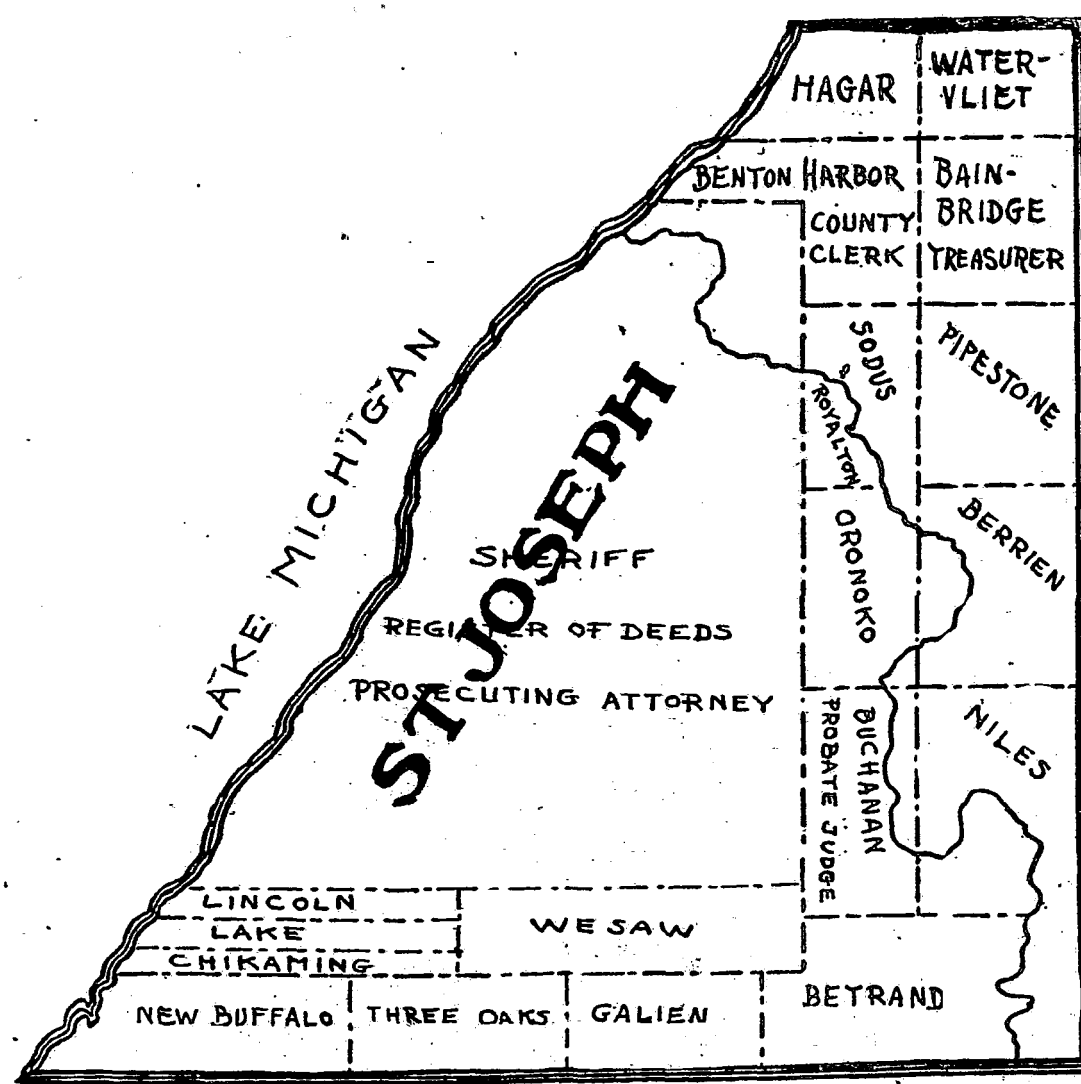 HAGAR
WATER-
VLIET
BENTON HARBOR
COUNTY
CLERK
BAIN-
BRIDGE
TREASURER
LAKE MICHIGAN
ST JOSEPH
SHERIFF
REGISTER OF DEEDS
PROSECUTING ATTORNEY
SODUS
ROYALTON
PIPESTONE
ORONOKO
BERRIEN
BUCHANAN
PROBATE JUDGE
NILES
LINCOLN
LAKE
CHIKAMING
WESAW
NEW BUFFALO
THREE OAKS
GALIEN
BETRAND